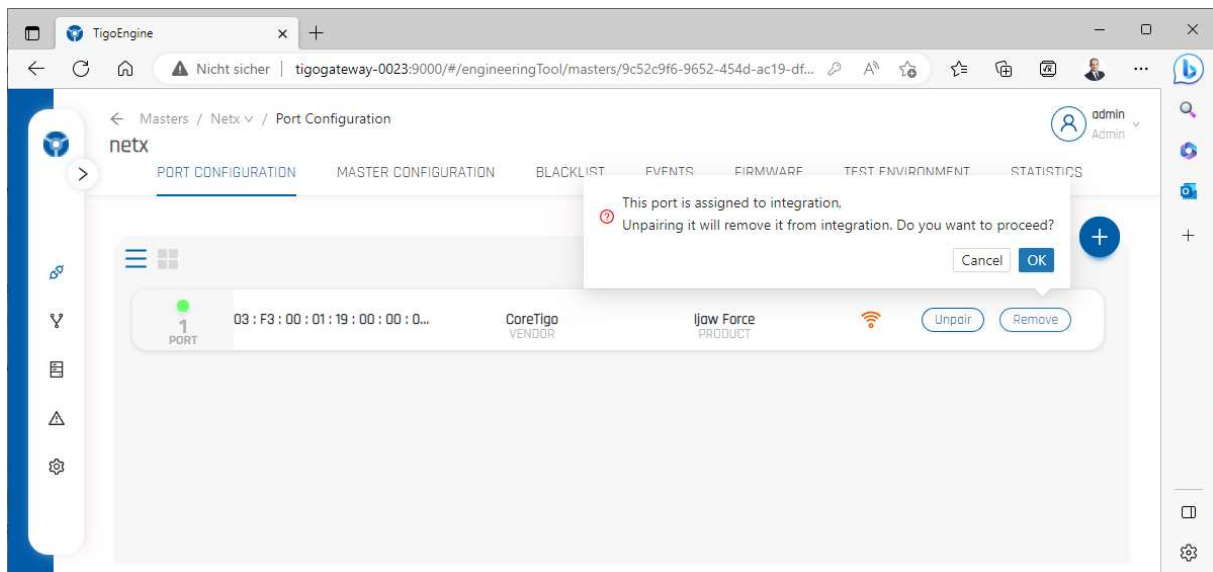 TigoEngine
Nicht sicher | tigogateway-0023:9000/#/engineeringTool/masters/9c52c9f6-9652-454d-ac19-df...
Masters / Netx / Port Configuration
admin
Admin
netx
PORT CONFIGURATION MASTER CONFIGURATION BLACKLIST EVENTS FIRMWARE TEST ENVIRONMENT STATISTICS
This port is assigned to integration,
Unpairing it will remove it from integration. Do you want to proceed?
Cancel OK
1
PORT
03 : F3 : 00 : 01 : 19 : 00 : 00 : 0...
CoreTigo
VENDOR
Ijaw Force
PRODUCT
Unpair Remove